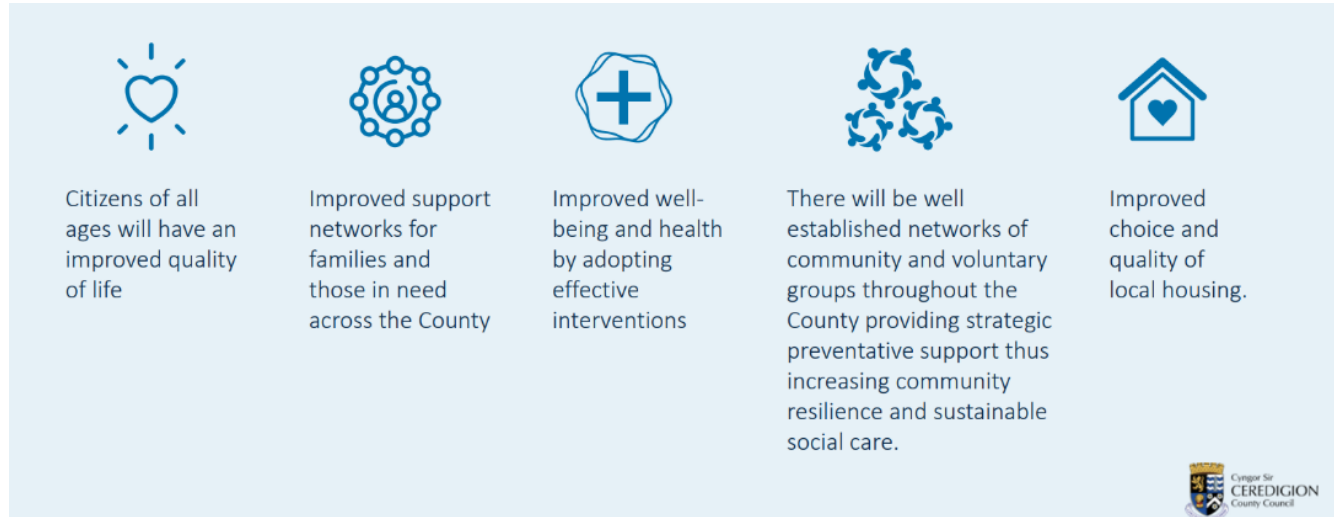 Citizens of all
ages will have an
improved quality
of life
Improved support
networks for
families and
those in need
across the County
Improved well-
being and health
by adopting
effective
interventions
There will be well
established networks of
community and voluntary
groups throughout the
County providing strategic
preventative support thus
increasing community
resilience and sustainable
social care.
Improved
choice and
quality of
local housing.
Cyngor Sir
CEREDIGION
County Council